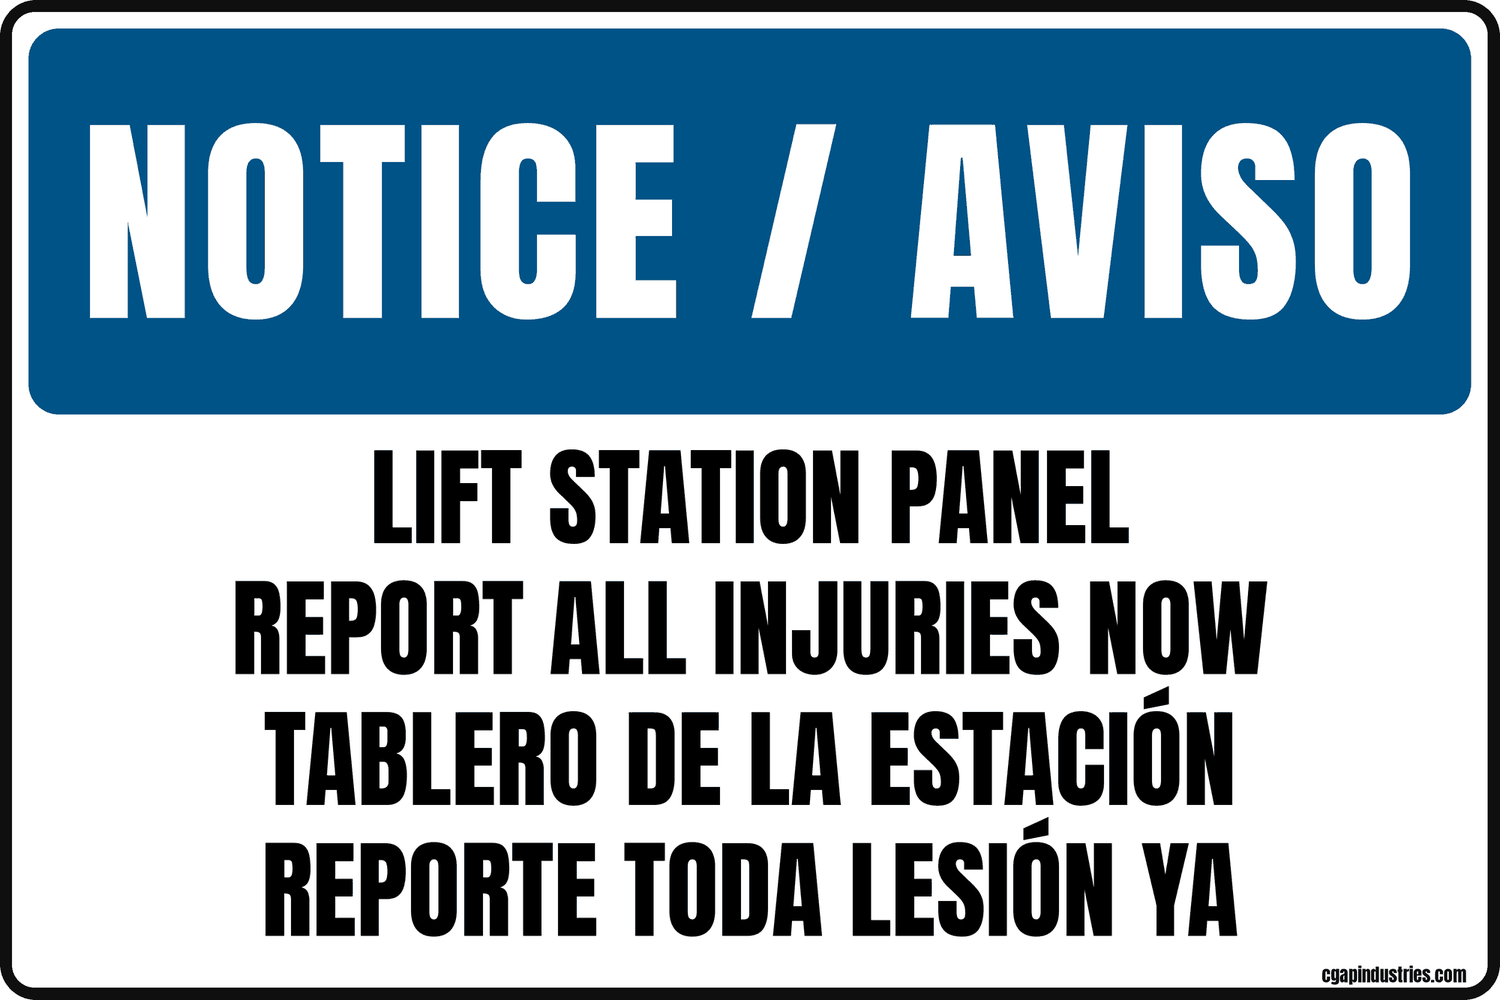 NOTICE / AVISO
LIFT STATION PANEL
REPORT ALL INJURIES NOW
TABLERO DE LA ESTACIÓN
REPORTE TODA LESIÓN YA
cgapindustries.com